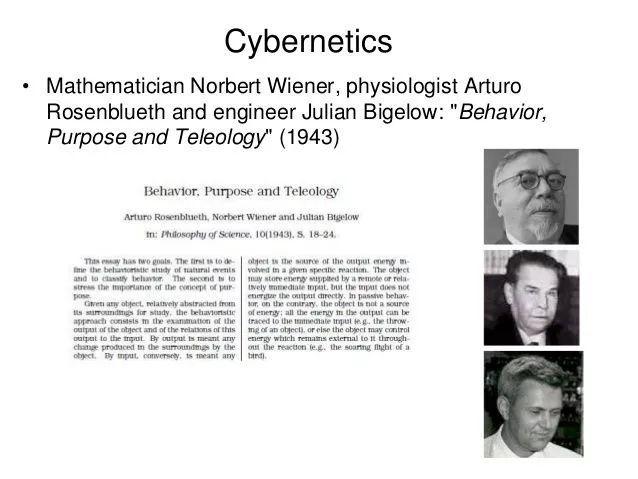 Cybernetics
• Mathematician Norbert Wiener, physiologist Arturo
Rosenblueth and engineer Julian Bigelow: "Behavior,
Purpose and Teleology" (1943)
Behavior, Purpose and Teleology
Arturo Rosenblueth, Norbert Wiener and Julian Bigelow
in: Philosophy of Science, 10(1943), S. 18–24.
This essay has two goals. The first is to de-
fine the behavioristic study of natural events
and to classify behavior. The second is to
stress the importance of the concept of pur-
pose.
Given any object, relatively abstracted from
its surroundings for study, the behavioristic
approach consists in the examination of the
output of the object and of the relations of this
output to the input. By output is meant any
change produced in the surroundings by the
object. By input, conversely, is meant any
object is the source of the output energy in-
volved in a given specific reaction. The object
may store energy supplied by a remote or rela-
tively immediate input, but the input does not
energize the output directly. In passive behav-
ior, on the contrary, the object is not a source
of energy; all the energy in the output can be
traced to the immediate input (e.g., the throw-
ing of an object), or else the object may control
energy which remains external to it through-
out the reaction (e.g., the soaring flight of a
bird).